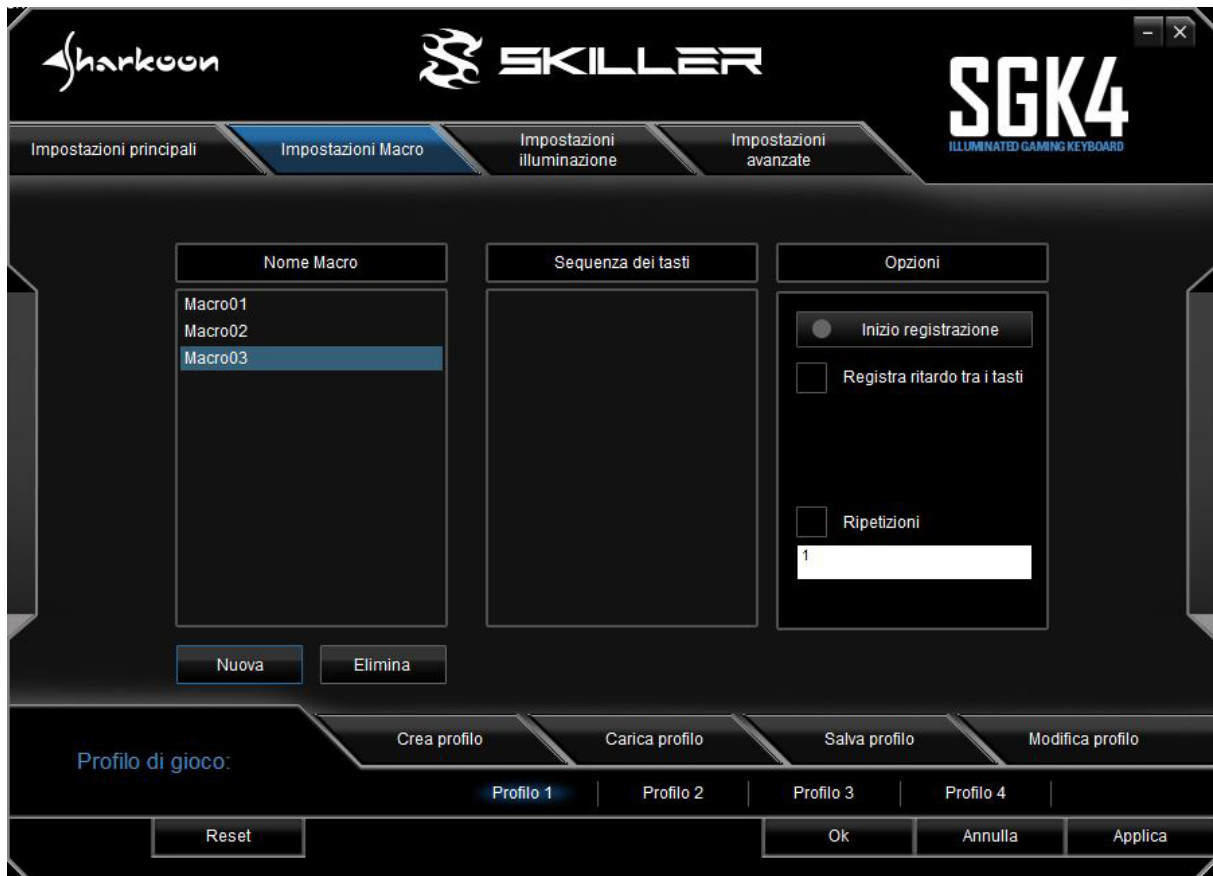 Sharkoon
SKILLER
SGK4
ILLUMINATED GAMING KEYBOARD
Impostazioni principali
Impostazioni Macro
Impostazioni
illuminazione
Impostazioni
avanzate
Nome Macro
Sequenza dei tasti
Opzioni
Macro01
Macro02
Macro03
Inizio registrazione
Registra ritardo tra i tasti
Ripetizioni
1
Nuova
Elimina
Profilo di gioco:
Crea profilo
Carica profilo
Salva profilo
Modifica profilo
Profilo 1
Profilo 2
Profilo 3
Profilo 4
Reset
Ok
Annulla
Applica